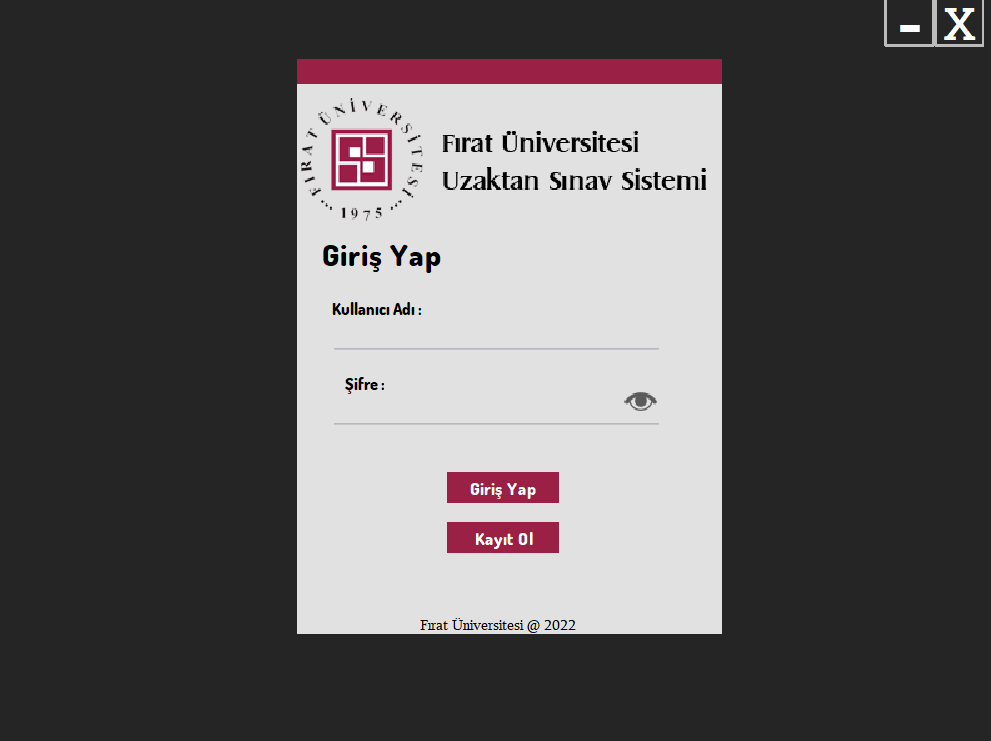 - X
FIRAT ÜNİVERSİTESİ
1975
Fırat Üniversitesi
Uzaktan Sınav Sistemi
Giriş Yap
Kullanıcı Adı :
Şifre :
Giriş Yap
Kayıt Ol
Fırat Üniversitesi @ 2022